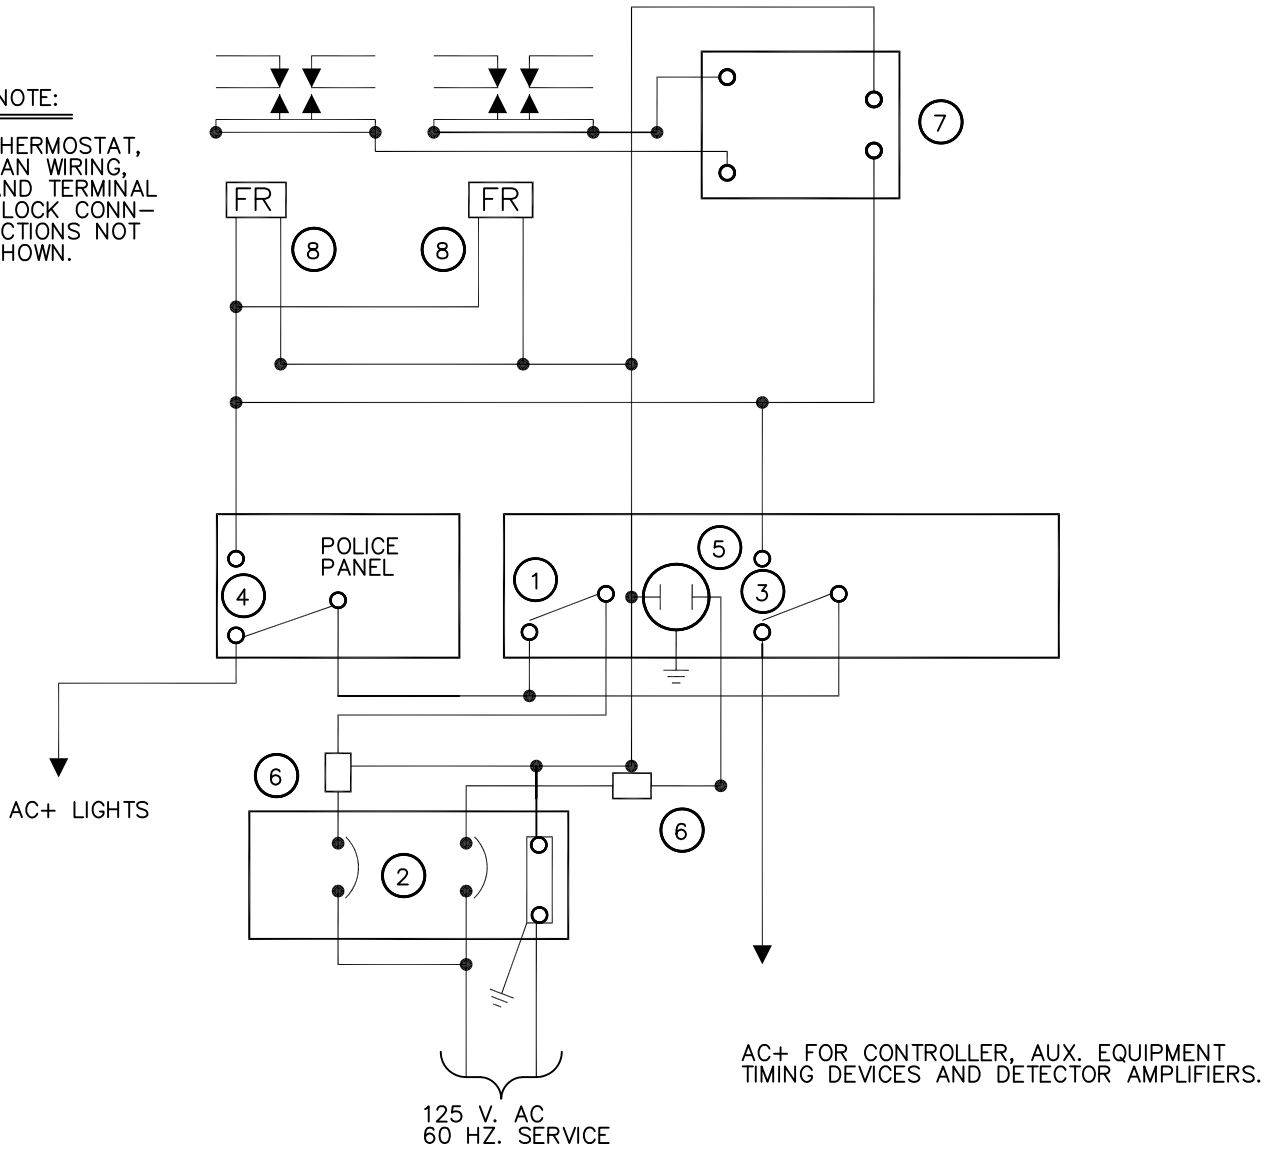 NOTE:
HERMOSTAT,
AN WIRING,
ND TERMINAL
LOCK CONN–
CTIONS NOT
HOWN.
7
FR
FR
8
8
POLICE
PANEL
4
1
5
3
6
AC+ LIGHTS
6
2
AC+ FOR CONTROLLER, AUX. EQUIPMENT
TIMING DEVICES AND DETECTOR AMPLIFIERS.
125 V. AC
60 HZ. SERVICE